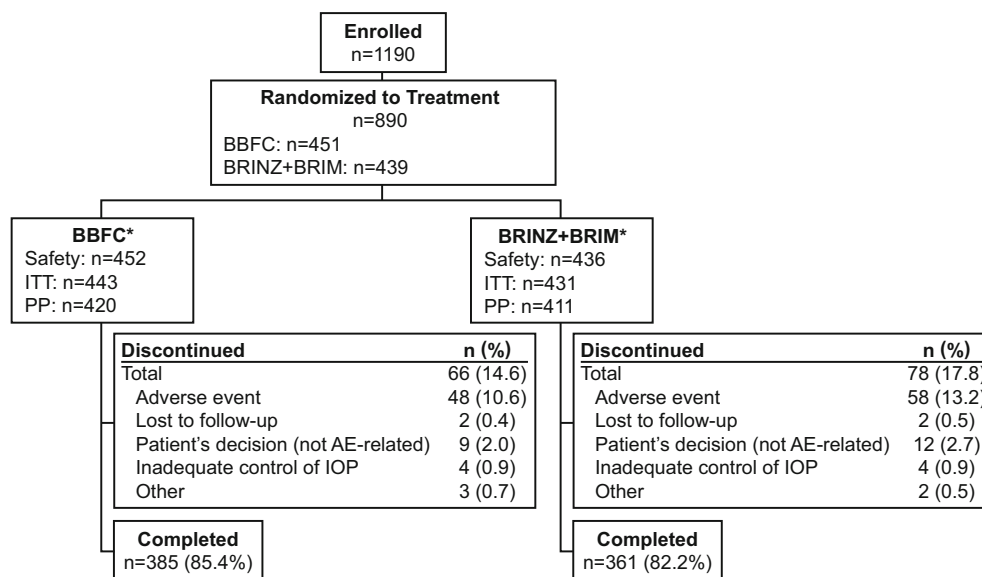 Enrolled
n=1190
Randomized to Treatment
n=890
BBFC: n=451
BRINZ+BRIM: n=439
BBFC*
Safety: n=452
ITT: n=443
PP: n=420
BRINZ+BRIM*
Safety: n=436
ITT: n=431
PP: n=411
Discontinued n (%)
Total 66 (14.6)
Adverse event 48 (10.6)
Lost to follow-up 2 (0.4)
Patient's decision (not AE-related) 9 (2.0)
Inadequate control of IOP 4 (0.9)
Other 3 (0.7)
Discontinued n (%)
Total 78 (17.8)
Adverse event 58 (13.2)
Lost to follow-up 2 (0.5)
Patient's decision (not AE-related) 12 (2.7)
Inadequate control of IOP 4 (0.9)
Other 2 (0.5)
Completed
n=385 (85.4%)
Completed
n=361 (82.2%)